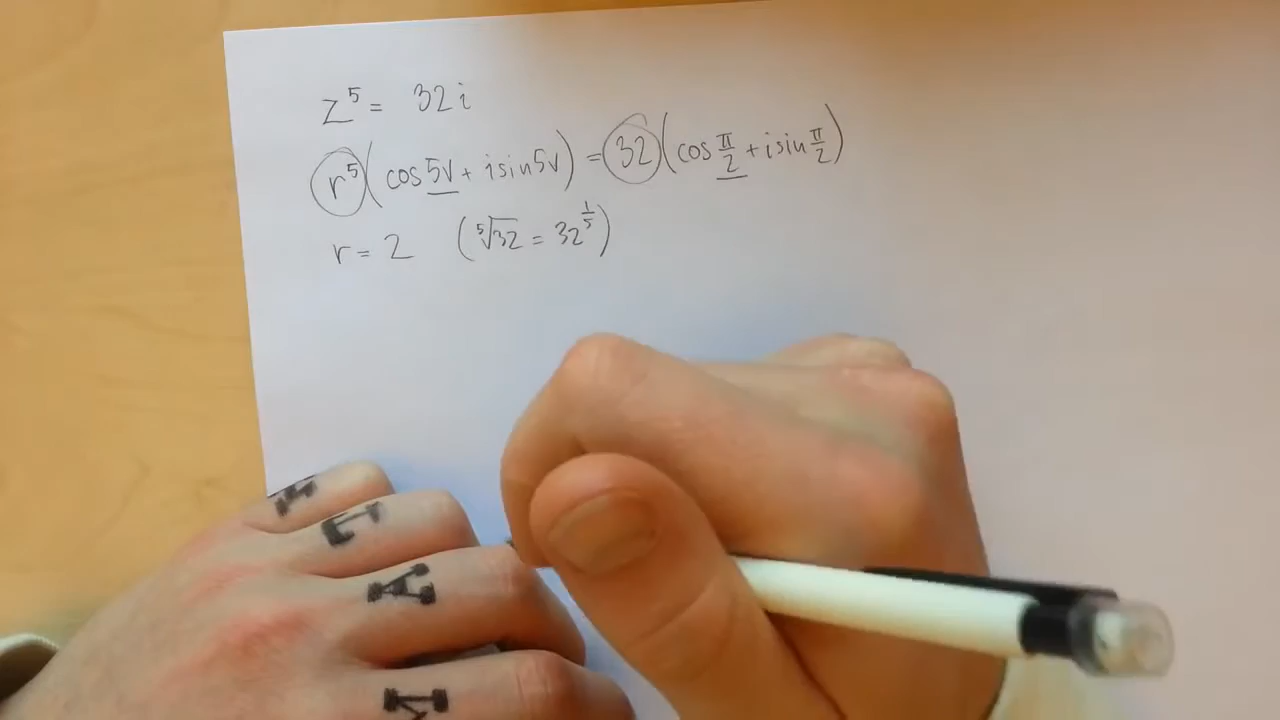 z⁵ = 32i
r⁵(cos 5v + i sin 5v) = 32(cos π/2 + i sin π/2)
r = 2 (⁵√32 = 32^(1/5))